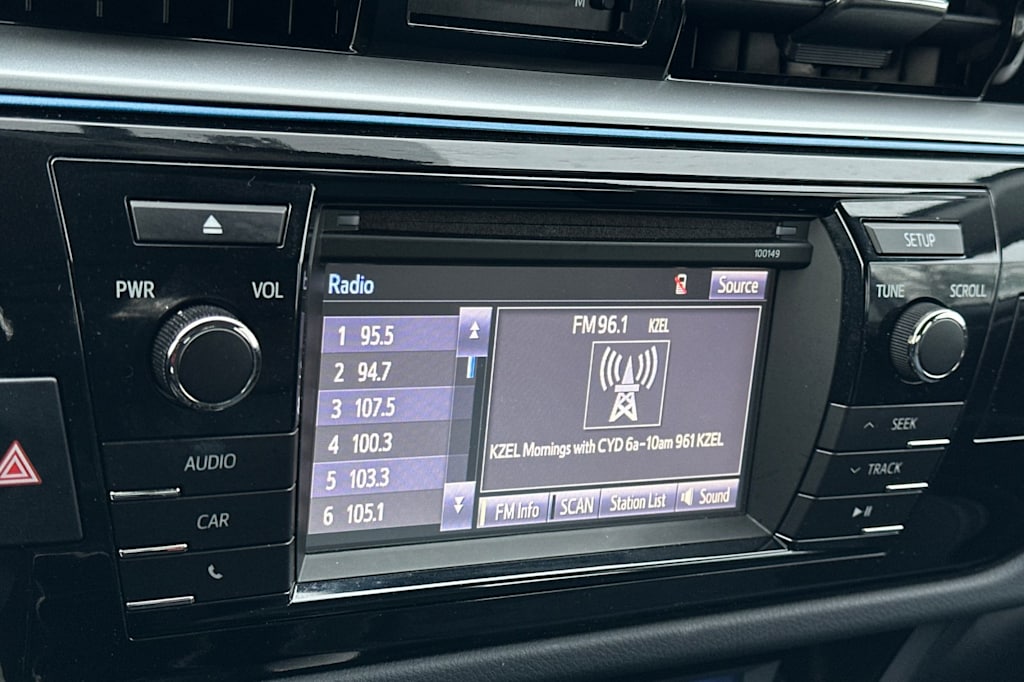 M
100149
SETUP
PWR VOL
TUNE SCROLL
Radio
Source
FM 96.1 KZEL
1 95.5
2 94.7
3 107.5
4 100.3
5 103.3
6 105.1
KZEL Mornings with CYD 6a-10am 961 KZEL
FM Info SCAN Station List Sound
AUDIO
CAR
SEEK
TRACK